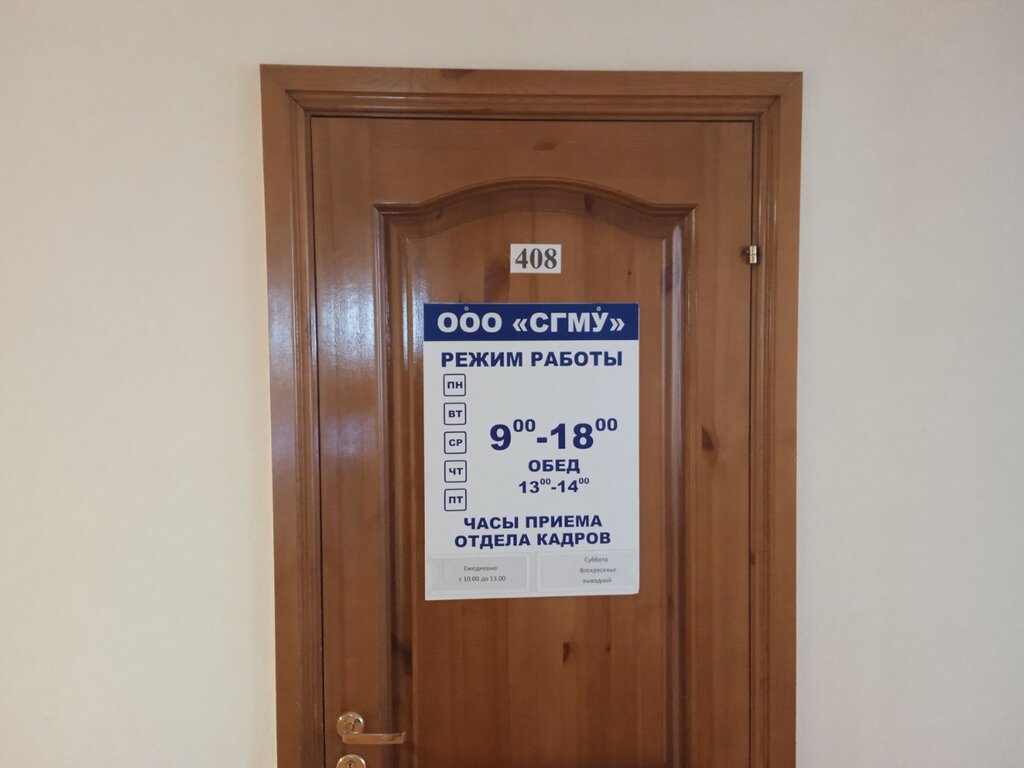 408
ООО «СГМУ»
РЕЖИМ РАБОТЫ
ПН
ВТ
СР
ЧТ
ПТ
9⁰⁰-18⁰⁰
ОБЕД
13⁰⁰-14⁰⁰
ЧАСЫ ПРИЕМА
ОТДЕЛА КАДРОВ
Ежедневно
с 10.00 до 13.00
Суббота
Воскресенье
выходной